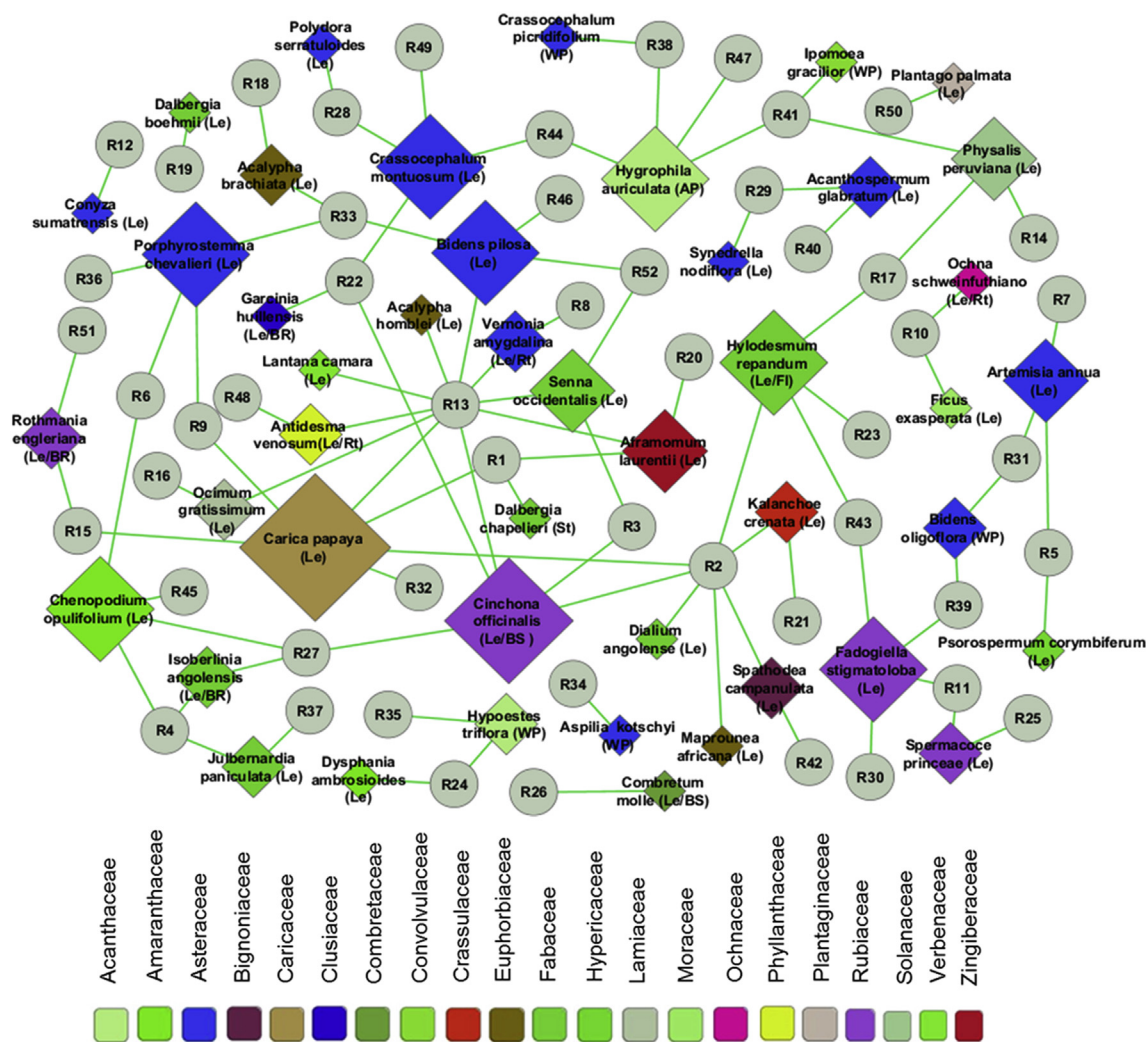 Polydora
serratuloides
(Le)
R49
Crassocephalum
picridifolium
(WP)
R38
R47
Ipomoea
gracilior (WP)
Plantago palmata
(Le)
R18
Dalbergia
boehmii (Le)
R28
R41
R50
R12
R19
Acalypha
brachiata (Le)
Crassocephalum
montuosum (Le)
R44
Hygrophila
auriculata (AP)
Physalis
peruviana (Le)
Conyza
sumatrensis (Le)
R33
R46
R29
Acanthospermum
glabratum (Le)
Porphyrostemma
chevalieri (Le)
Bidens pilosa
(Le)
Synedrella
nodiflora (Le)
R40
R14
R36
R22
R52
R17
Ochna
schweinfuthiano
(Le/Rt)
Garcinia
huillensis
(Le/BR)
Acalypha
homblei (Le)
R8
Vernonia
amygdalina
(Le/Rt)
R7
R51
R10
Hylodesmum
repandum
(Le/Fl)
Lantana camara
(Le)
R20
Artemisia annua
(Le)
R6
R48
R13
Senna
occidentalis (Le)
Ficus
exasperata (Le)
Rothmania
engleriana
(Le/BR)
R9
Antidesma
venosum(Le/Rt)
Aframomum
laurentii (Le)
R23
R16
R1
R31
Ocimum
gratissimum
(Le)
Dalbergia
chapelieri (St)
Kalanchoe
crenata (Le)
R15
Carica papaya
(Le)
R3
R43
Bidens
oligoflora (WP)
R2
R5
Chenopodium
opulifolium (Le)
R45
R32
Cinchona
officinalis
(Le/BS )
R21
R39
Dialium
angolense (Le)
Isoberlinia
angolensis
(Le/BR)
R27
Fadogiella
stigmatoloba
(Le)
Psorospermum corymbiferum
(Le)
R34
Spathodea
campanulata
(Le)
R11
R4
R37
R35
Hypoestes
triflora (WP)
Aspilia kotschyi
(WP)
Maprounea
africana (Le)
R25
Julbernardia
paniculata (Le)
Dysphania
ambrosioides
(Le)
R24
R26
Combretum
molle (Le/BS)
R42
R30
Spermacoce
princeae (Le)
Acanthaceae
Amaranthaceae
Asteraceae
Bignoniaceae
Caricaceae
Clusiaceae
Combretaceae
Convolvulaceae
Crassulaceae
Euphorbiaceae
Fabaceae
Hypericaceae
Lamiaceae
Moraceae
Ochnaceae
Phyllanthaceae
Plantaginaceae
Rubiaceae
Solanaceae
Verbenaceae
Zingiberaceae